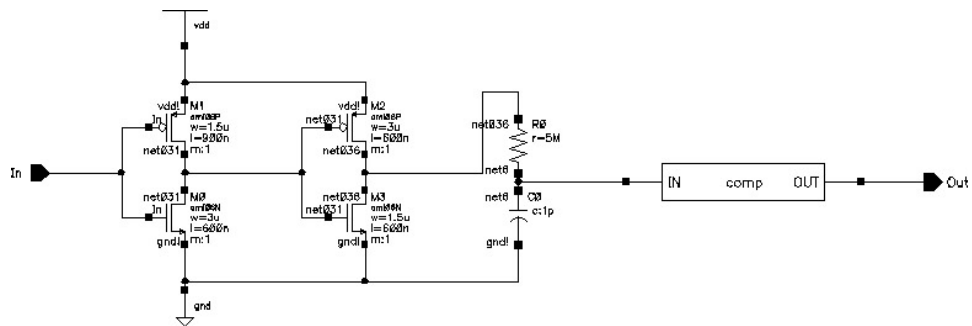 vdd
vdd!
M1
ami06P
w=1.5u
l=900n
m:1
In
net031
vdd!
M2
ami06P
w=3u
l=600n
m:1
net031
net036
net036
R0
r=5M
net6
In
In
net031
M0
ami06N
w=3u
l=600n
m:1
gnd!
net036
net031
M3
ami06N
w=1.5u
l=600n
m:1
gnd!
net6
C0
c:1p
gnd!
IN comp OUT
Out
gnd